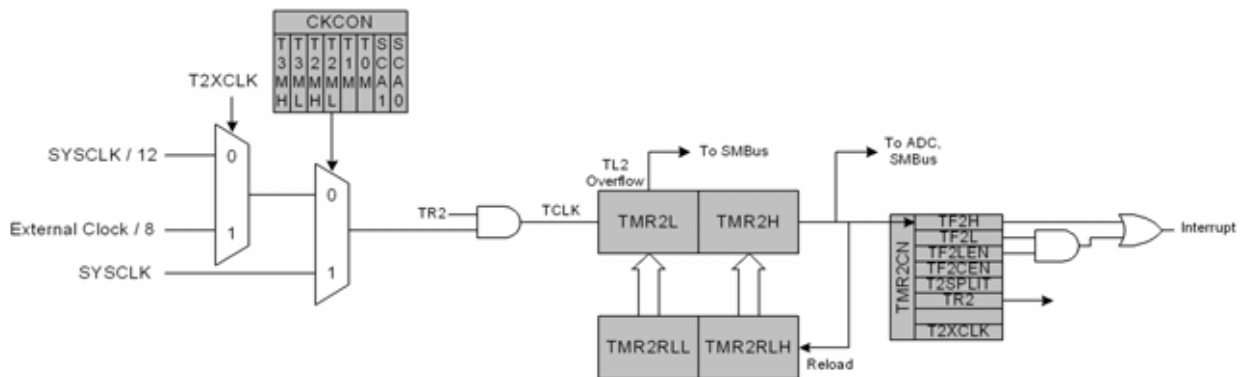 CKCON
T3MH
T3ML
T2MH
T2ML
T1M
T0M
SCA1
SCA0
T2XCLK
SYSCLK / 12
0
External Clock / 8
1
SYSCLK
0
1
TR2
TCLK
TL2
Overflow
To SMBus
TMR2L
TMR2H
To ADC,
SMBus
TMR2RLL
TMR2RLH
Reload
TMR2CN
TF2H
TF2L
TF2LEN
TF2CEN
T2SPLIT
TR2
T2XCLK
Interrupt